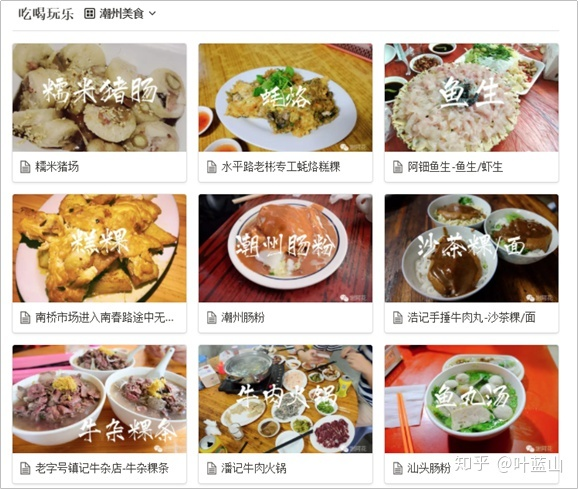 吃喝玩乐 潮州美食
糯米猪肠
蚝洛
鱼生
糯米猪场
水平路老彬专工蚝烙糕粿
阿钿鱼生-鱼生/虾生
糕粿
潮州肠粉
沙茶粿/面
南桥市场进入南春路途中无...
潮州肠粉
浩记手捶牛肉丸-沙茶粿/面
牛杂粿条
牛肉火锅
鱼丸汤
老字号镇记牛杂店-牛杂粿条
潘记牛肉火锅
汕头肠粉
知乎 @叶蓝山